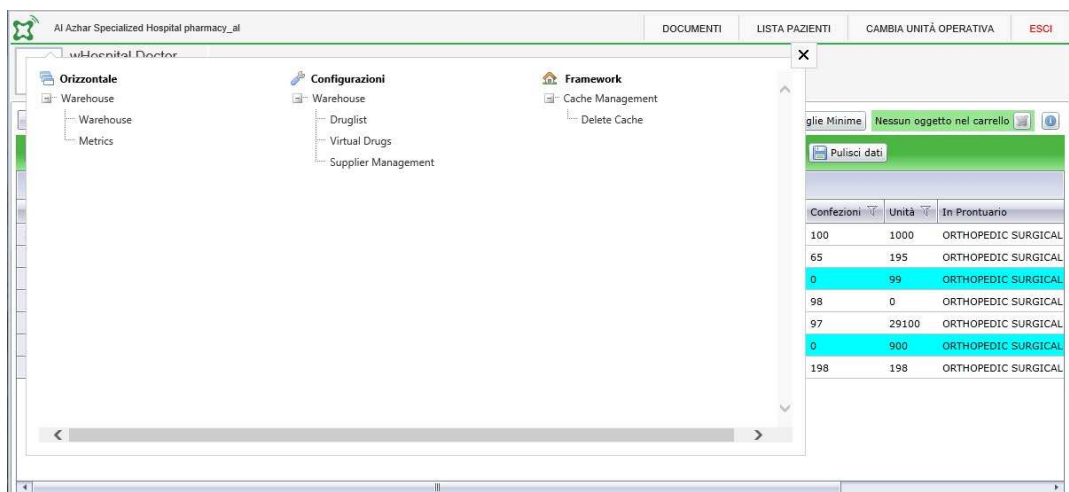 Al Azhar Specialized Hospital pharmacy_al DOCUMENTI LISTA PAZIENTI CAMBIA UNITÀ OPERATIVA ESCI
wHospital Doctor
Orizzontale Configurazioni Framework
Warehouse Warehouse Cache Management
Warehouse Druglist Delete Cache
Metrics Virtual Drugs
Supplier Management
glie Minime Nessun oggetto nel carrello
Pulisci dati
Confezioni Unità In Prontuario
100 1000 ORTHOPEDIC SURGICAL
65 195 ORTHOPEDIC SURGICAL
0 99 ORTHOPEDIC SURGICAL
98 0 ORTHOPEDIC SURGICAL
97 29100 ORTHOPEDIC SURGICAL
0 900 ORTHOPEDIC SURGICAL
198 198 ORTHOPEDIC SURGICAL